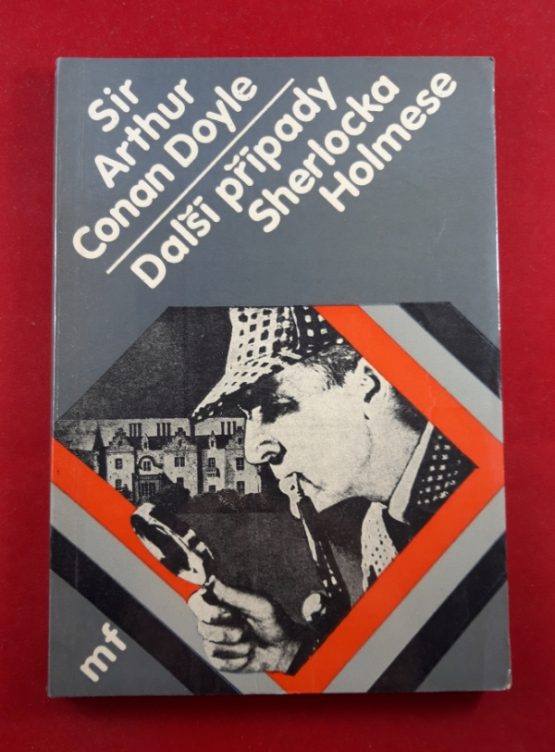 Sir
Arthur
Conan Doyle
Další případy
Sherlocka
Holmese
mf